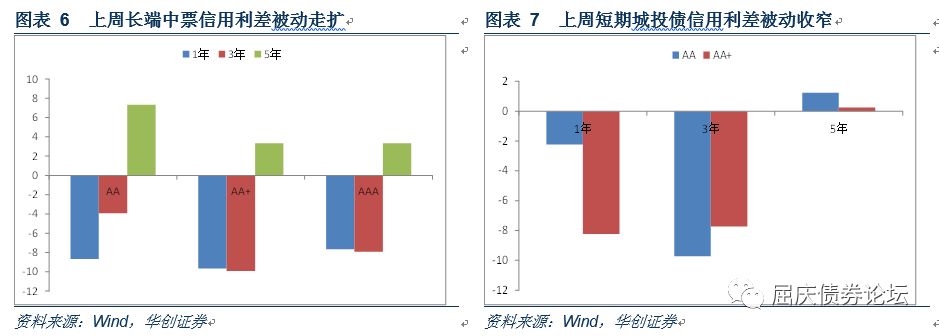 图表 6 上周长端中票信用利差被动走扩
1年 3年 5年
10
8
6
4
2
0
-2
-4
-6
-8
-10
-12
AA AA+ AAA
资料来源：Wind，华创证券
图表 7 上周短期城投债信用利差被动收窄
AA AA+
2
0
-2
-4
-6
-8
-10
-12
1年 3年 5年
资料来源：Wind，华创证券
屈庆债券论坛